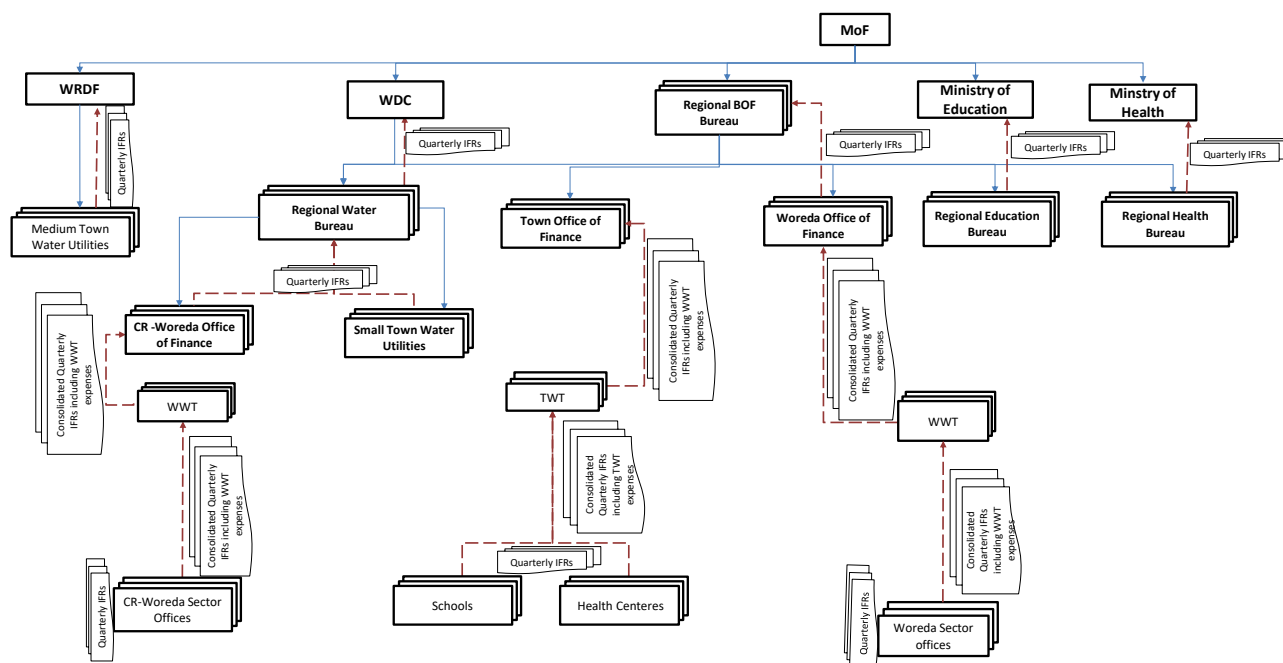 MoF
WRDF
WDC
Regional BOF
Bureau
Ministry of
Education
Minstry of
Health
Quarterly IFRs
Quarterly IFRs
Quarterly IFRs
Quarterly IFRs
Quarterly IFRs
Medium Town
Water Utilities
Regional Water
Bureau
Town Office of
Finance
Woreda Office of
Finance
Regional Education
Bureau
Regional Health
Bureau
Quarterly IFRs
CR -Woreda Office
of Finance
Small Town Water
Utilities
Consolidated Quarterly
IFRs including WWT
expenses
Consolidated Quarterly
IFRs including WWT
expenses
Consolidated Quarterly
IFRs including WWT
expenses
WWT
TWT
WWT
Consolidated Quarterly
IFRs including WWT
expenses
Consolidated
Quarterly IFRs
including TWT
expenses
Consolidated
Quarterly IFRs
including WWT
expenses
Quarterly IFRs
Quarterly IFRs
CR-Woreda Sector
Offices
Schools
Health Centeres
Quarterly IFRs
Woreda Sector
offices